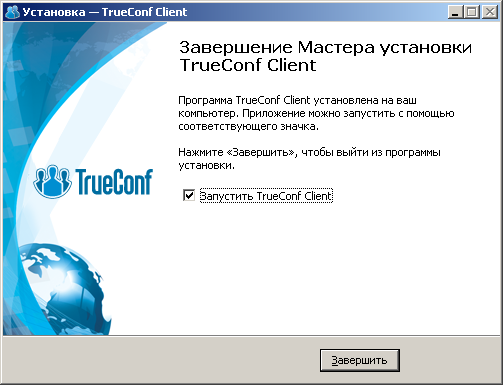 Установка — TrueConf Client
Завершение Мастера установки
TrueConf Client
Программа TrueConf Client установлена на ваш
компьютер. Приложение можно запустить с помощью
соответствующего значка.
Нажмите «Завершить», чтобы выйти из программы
установки.
TrueConf
Запустить TrueConf Client
Завершить